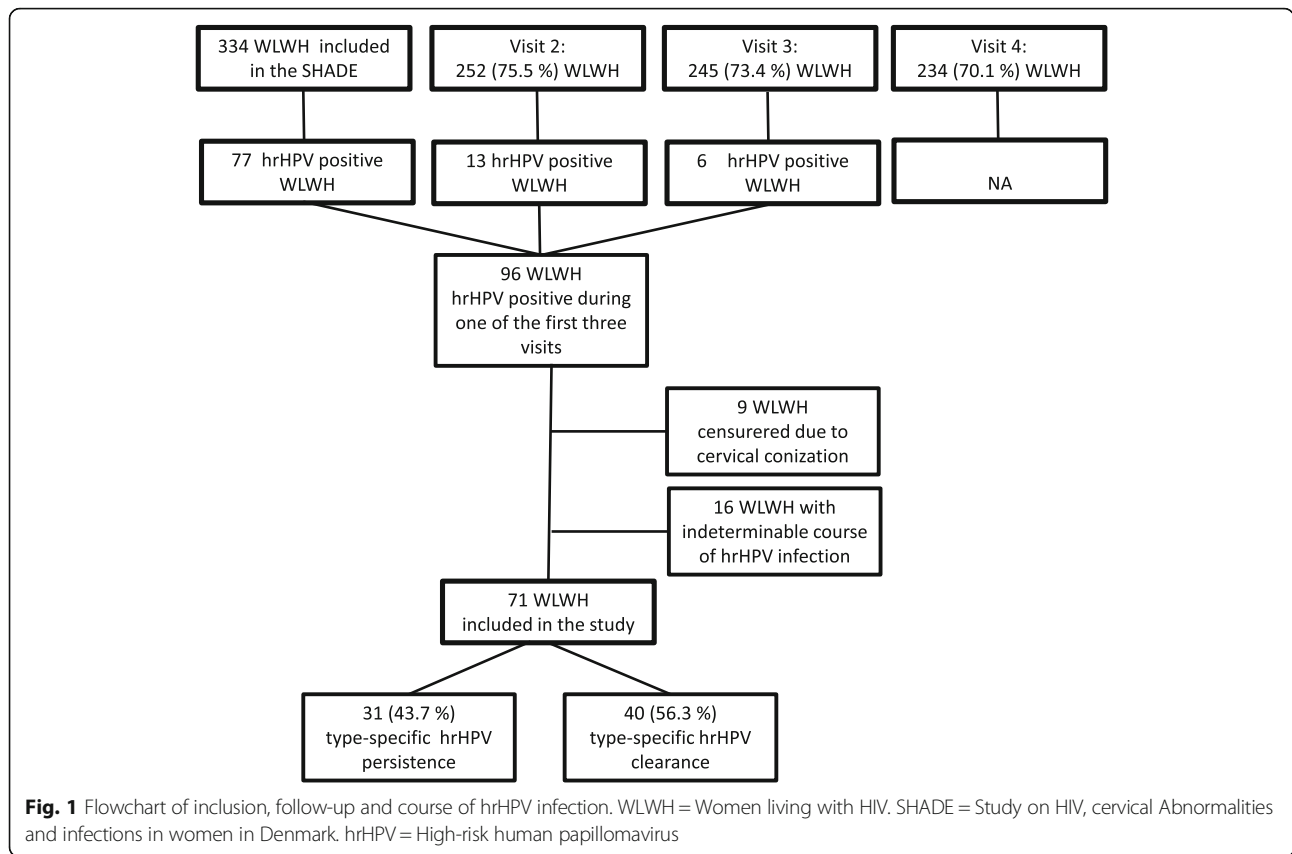 334 WLWH included
in the SHADE
Visit 2:
252 (75.5 %) WLWH
Visit 3:
245 (73.4 %) WLWH
Visit 4:
234 (70.1 %) WLWH
77 hrHPV positive
WLWH
13 hrHPV positive
WLWH
6 hrHPV positive
WLWH
NA
96 WLWH
hrHPV positive during
one of the first three
visits
9 WLWH
censurered due to
cervical conization
16 WLWH with
indeterminable course
of hrHPV infection
71 WLWH
included in the study
31 (43.7 %)
type-specific hrHPV
persistence
40 (56.3 %)
type-specific hrHPV
clearance
Fig. 1 Flowchart of inclusion, follow-up and course of hrHPV infection. WLWH = Women living with HIV. SHADE = Study on HIV, cervical Abnormalities
and infections in women in Denmark. hrHPV = High-risk human papillomavirus